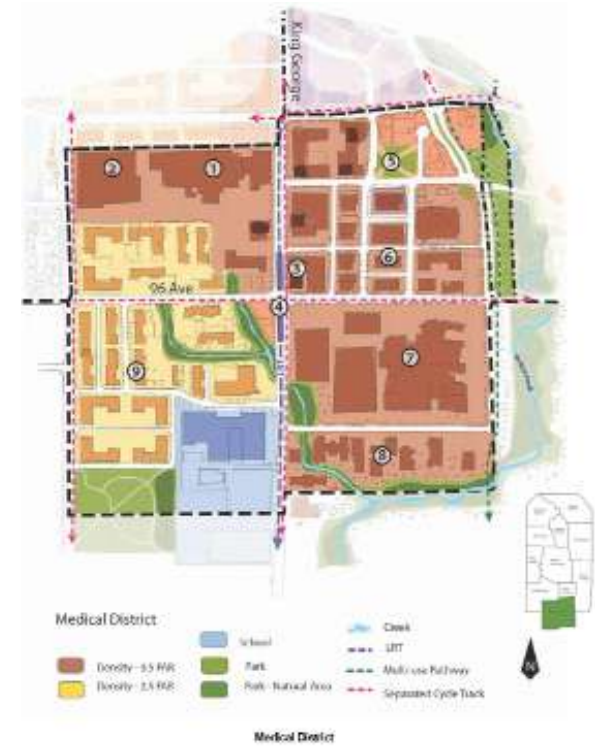 King George
2
1
5
3
6
96 Ave
4
7
9
8
Medical District
Density - 3.5 FAR
Density - 2.5 FAR
School
Park
Park - Natural Area
Creek
LRT
Multi-use Pathway
Separated Cycle Track
N
Medical District